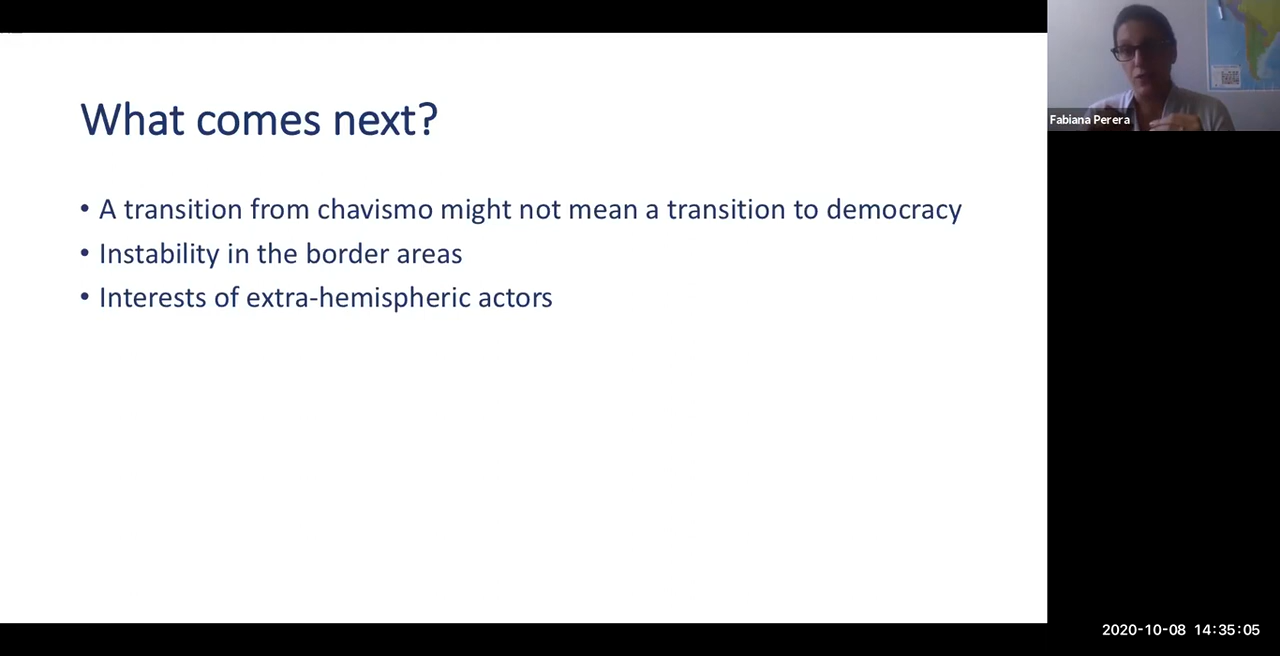 What comes next?
• A transition from chavismo might not mean a transition to democracy
• Instability in the border areas
• Interests of extra-hemispheric actors
Fabiana Perera
2020-10-08 14:35:05